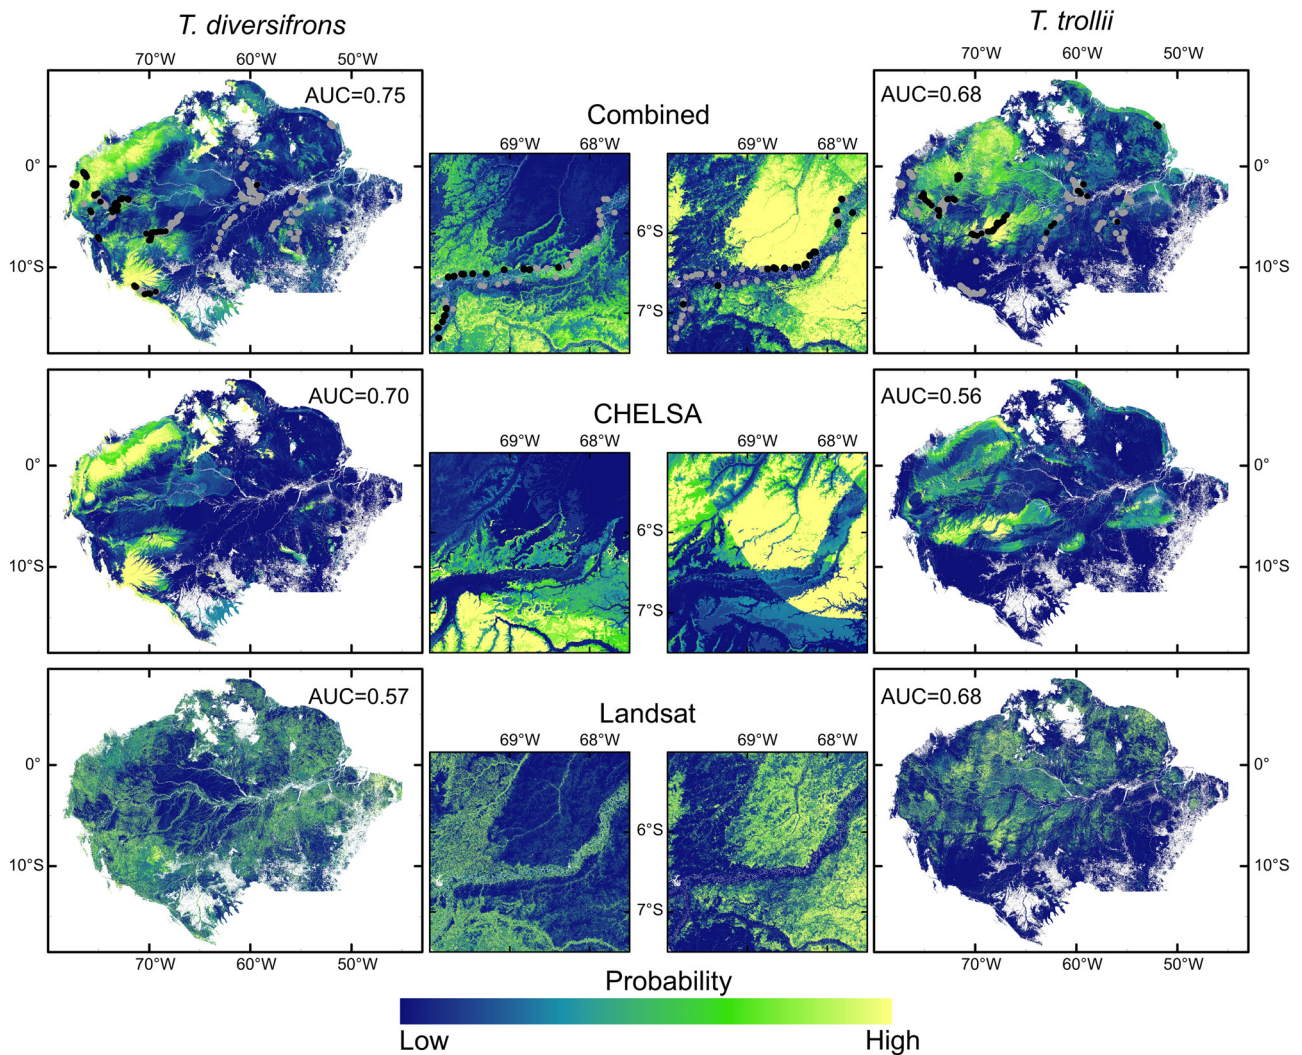 T. diversifrons
T. trollii
70°W 60°W 50°W
70°W 60°W 50°W
AUC=0.75
AUC=0.68
Combined
69°W 68°W
69°W 68°W
0°
0°
6°S
10°S
10°S
7°S
AUC=0.70
AUC=0.56
CHELSA
69°W 68°W
69°W 68°W
0°
0°
6°S
10°S
10°S
7°S
AUC=0.57
AUC=0.68
Landsat
69°W 68°W
69°W 68°W
0°
0°
6°S
10°S
10°S
7°S
70°W 60°W 50°W
70°W 60°W 50°W
Probability
Low
High